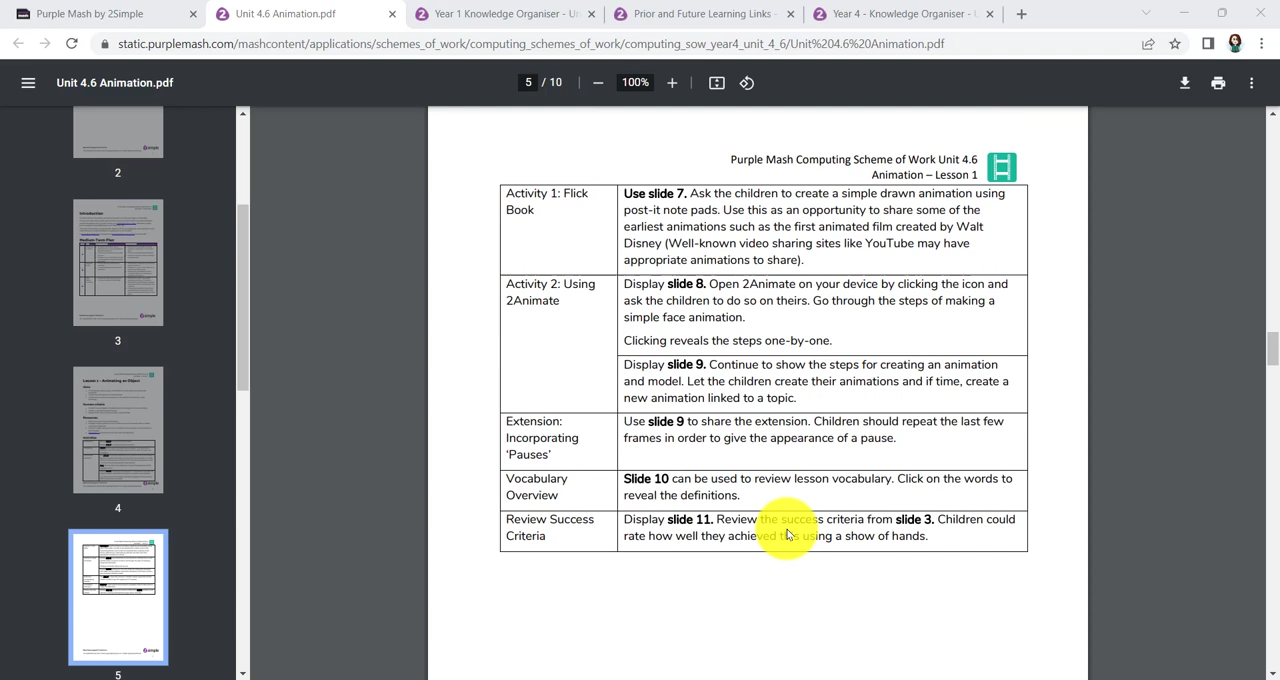 Purple Mash by 2Simple
Unit 4.6 Animation.pdf
Year 1 Knowledge Organiser - Un
Prior and Future Learning Links -
Year 4 - Knowledge Organiser - U
static.purplemash.com/mashcontent/applications/schemes_of_work/computing_schemes_of_work/computing_sow_year4_unit_4_6/Unit%204.6%20Animation.pdf
Unit 4.6 Animation.pdf
5 / 10
100%
2
3
4
5
Introduction
Purple Mash Computing Scheme of Work Unit 4.6
Animation – Lesson 1
Activity 1: Flick
Book
Use slide 7. Ask the children to create a simple drawn animation using
post-it note pads. Use this as an opportunity to share some of the
earliest animations such as the first animated film created by Walt
Disney (Well-known video sharing sites like YouTube may have
appropriate animations to share).
Activity 2: Using
2Animate
Display slide 8. Open 2Animate on your device by clicking the icon and
ask the children to do so on theirs. Go through the steps of making a
simple face animation.
Clicking reveals the steps one-by-one.
Display slide 9. Continue to show the steps for creating an animation
and model. Let the children create their animations and if time, create a
new animation linked to a topic.
Extension:
Incorporating
‘Pauses’
Use slide 9 to share the extension. Children should repeat the last few
frames in order to give the appearance of a pause.
Vocabulary
Overview
Slide 10 can be used to review lesson vocabulary. Click on the words to
reveal the definitions.
Review Success
Criteria
Display slide 11. Review the success criteria from slide 3. Children could
rate how well they achieved this using a show of hands.